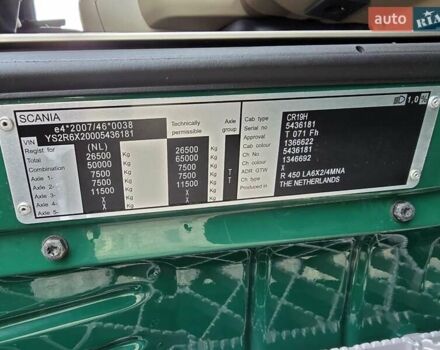 auto RIA
SCANIA
e4*2007/46*0038
VIN YS2R6X20005436181
Technically permissible
Axle group
Regist for (NL)
Total 26500 Kg 26500 Kg
Combination 50000 Kg 65000 Kg
Axle 1- 7500 Kg 7500 Kg
Axle 2- 7500 Kg 7500 Kg T
Axle 3- 11500 Kg 11500 Kg T
Axle 4- X X
Axle 5- X X
Cab type CR19H
Serial no 5436181
Cab colour T 071 Fh
Cab no 1366622
Ch. no 5436181
Ch. colour 1346692
ADR, GTW X
Ch. type R 450 LA6X2/4MNA
Produced in THE NETHERLANDS
1,0 %